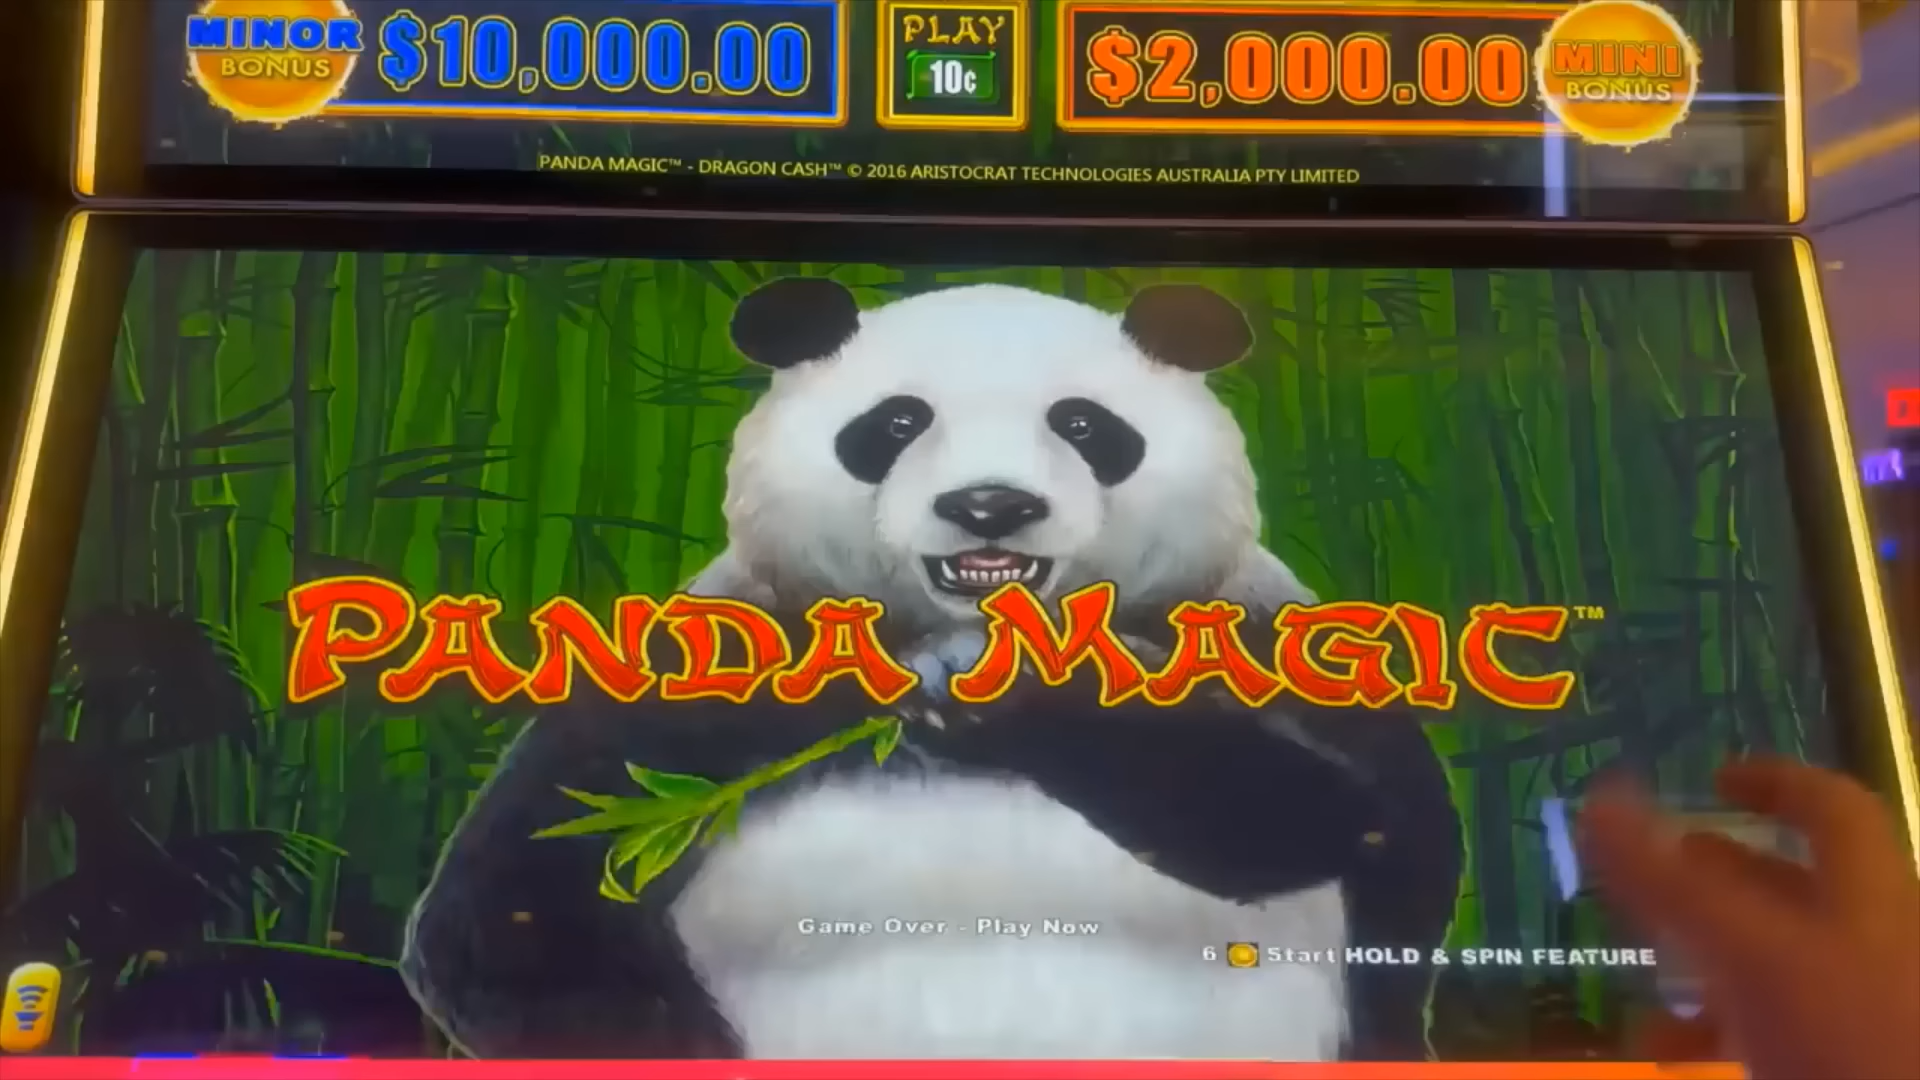 MINOR
BONUS
$10,000.00
PLAY
10¢
$2,000.00
MINI
BONUS
PANDA MAGIC™ - DRAGON CASH™ © 2016 ARISTOCRAT TECHNOLOGIES AUSTRALIA PTY LIMITED
PANDA MAGIC™
Game Over - Play Now
6 Start HOLD & SPIN FEATURE